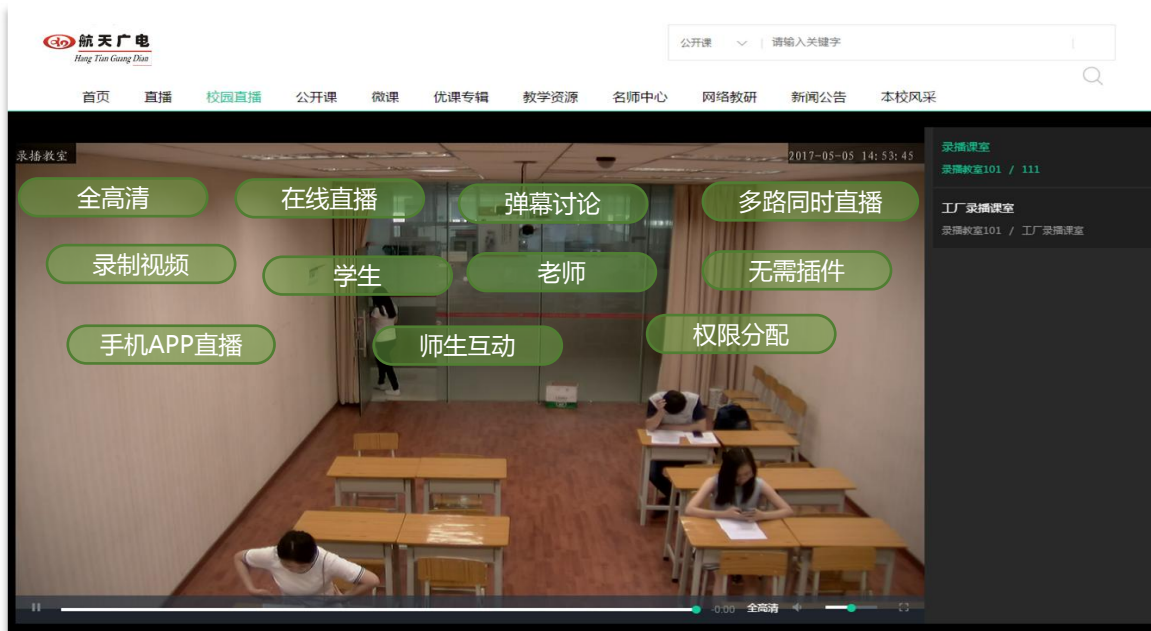 航天广电
Hang Tian Guang Dian
公开课 请输入关键字
首页 直播 校园直播 公开课 微课 优课专辑 教学资源 名师中心 网络教研 新闻公告 本校风采
录播教室
2017-05-05 14:53:45
录播课室
录播教室101 / 111
工厂录播课室
录播教室101 / 工厂录播课室
全高清 在线直播 弹幕讨论 多路同时直播
录制视频 学生 老师 无需插件
手机APP直播 师生互动 权限分配
-0:00 全高清